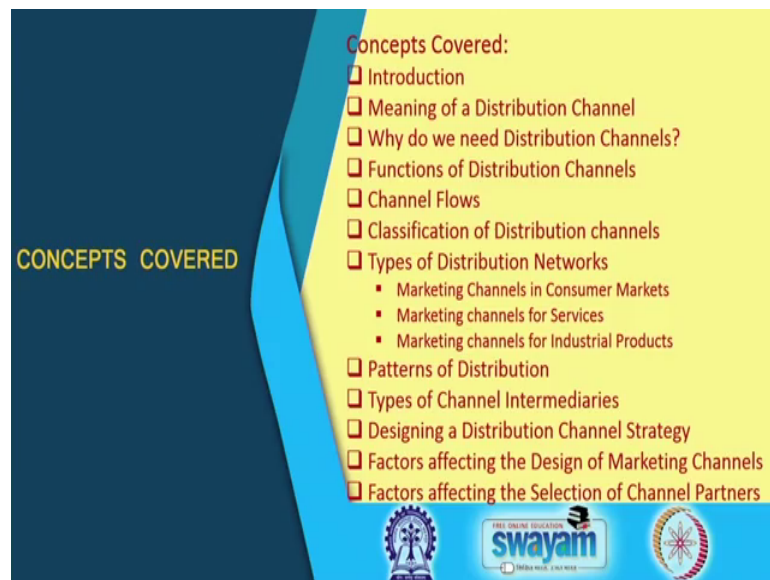 CONCEPTS COVERED
Concepts Covered:
Introduction
Meaning of a Distribution Channel
Why do we need Distribution Channels?
Functions of Distribution Channels
Channel Flows
Classification of Distribution channels
Types of Distribution Networks
Marketing Channels in Consumer Markets
Marketing channels for Services
Marketing channels for Industrial Products
Patterns of Distribution
Types of Channel Intermediaries
Designing a Distribution Channel Strategy
Factors affecting the Design of Marketing Channels
Factors affecting the Selection of Channel Partners
FREE ONLINE EDUCATION
swayam